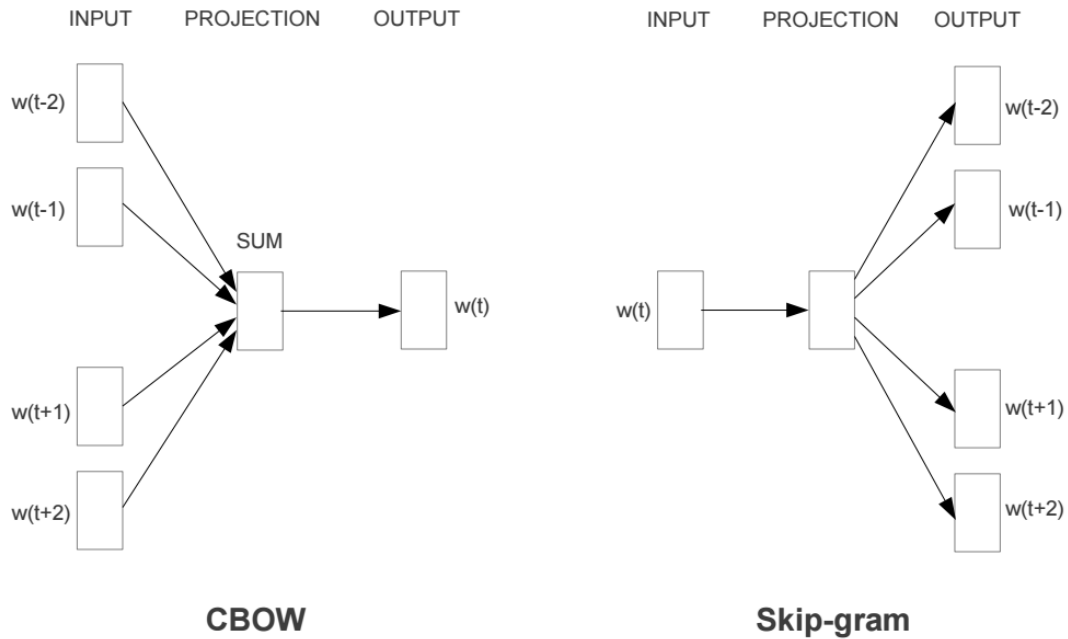 INPUT PROJECTION OUTPUT
w(t-2)
w(t-1)
SUM
w(t)
w(t+1)
w(t+2)
CBOW
INPUT PROJECTION OUTPUT
w(t-2)
w(t-1)
w(t)
w(t+1)
w(t+2)
Skip-gram